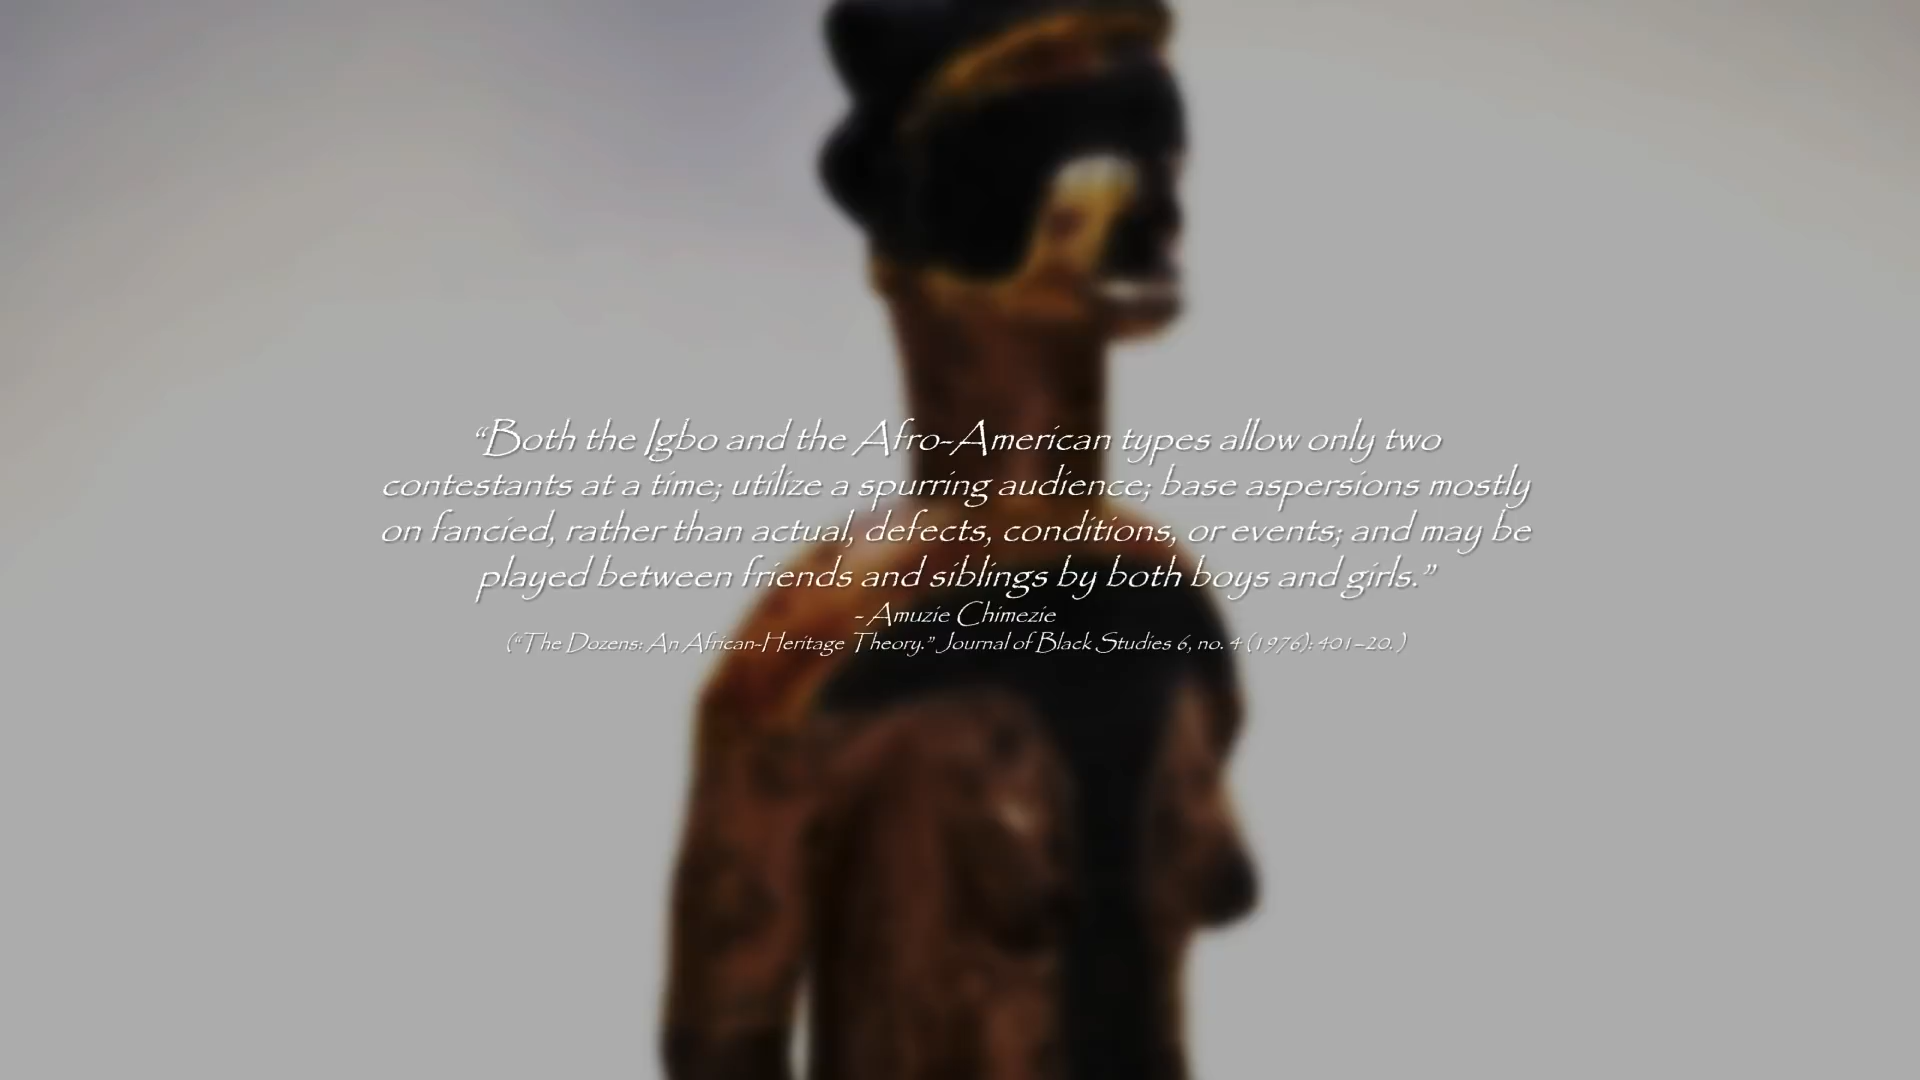 “Both the Igbo and the Afro-American types allow only two
contestants at a time; utilize a spurring audience; base aspersions mostly
on fancied, rather than actual, defects, conditions, or events; and may be
played between friends and siblings by both boys and girls.”
- Amuzie Chimezie
(“The Dozens: An African-Heritage Theory.” Journal of Black Studies 6, no. 4 (1976): 401–20. )